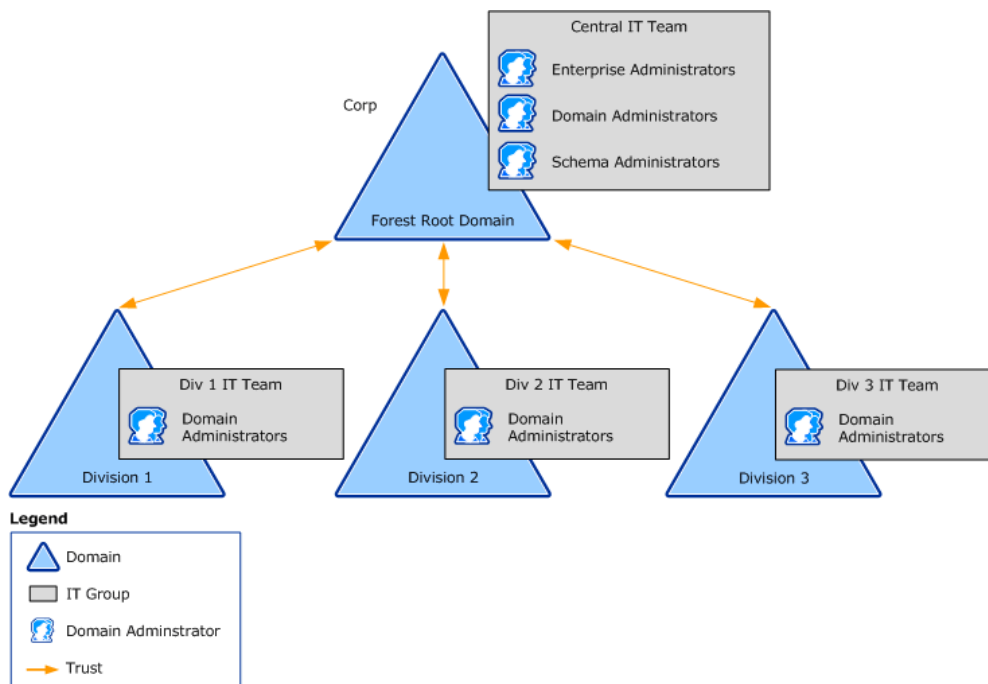 Central IT Team
Enterprise Administrators
Corp
Domain Administrators
Schema Administrators
Forest Root Domain
Div 1 IT Team
Domain
Administrators
Division 1
Div 2 IT Team
Domain
Administrators
Division 2
Div 3 IT Team
Domain
Administrators
Division 3
Legend
Domain
IT Group
Domain Adminstrator
Trust